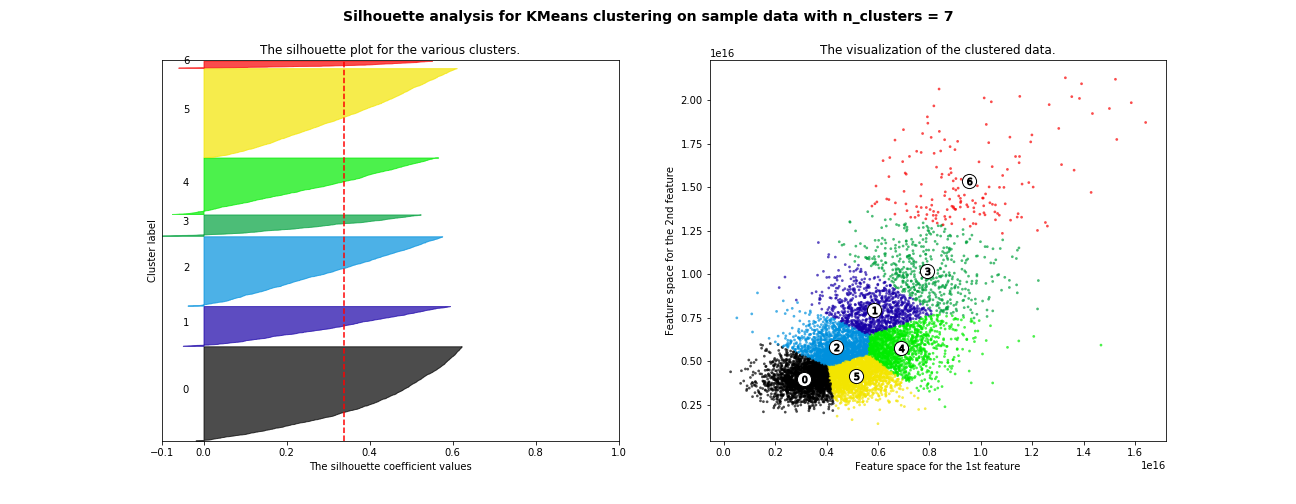 Silhouette analysis for KMeans clustering on sample data with n_clusters = 7
The silhouette plot for the various clusters.
6
5
4
3
2
1
0
Cluster label
−0.1 0.0 0.2 0.4 0.6 0.8 1.0
The silhouette coefficient values
The visualization of the clustered data.
1e16
2.00
1.75
1.50
1.25
1.00
0.75
0.50
0.25
Feature space for the 2nd feature
6
3
1
2
4
5
0
0.0 0.2 0.4 0.6 0.8 1.0 1.2 1.4 1.6
1e16
Feature space for the 1st feature